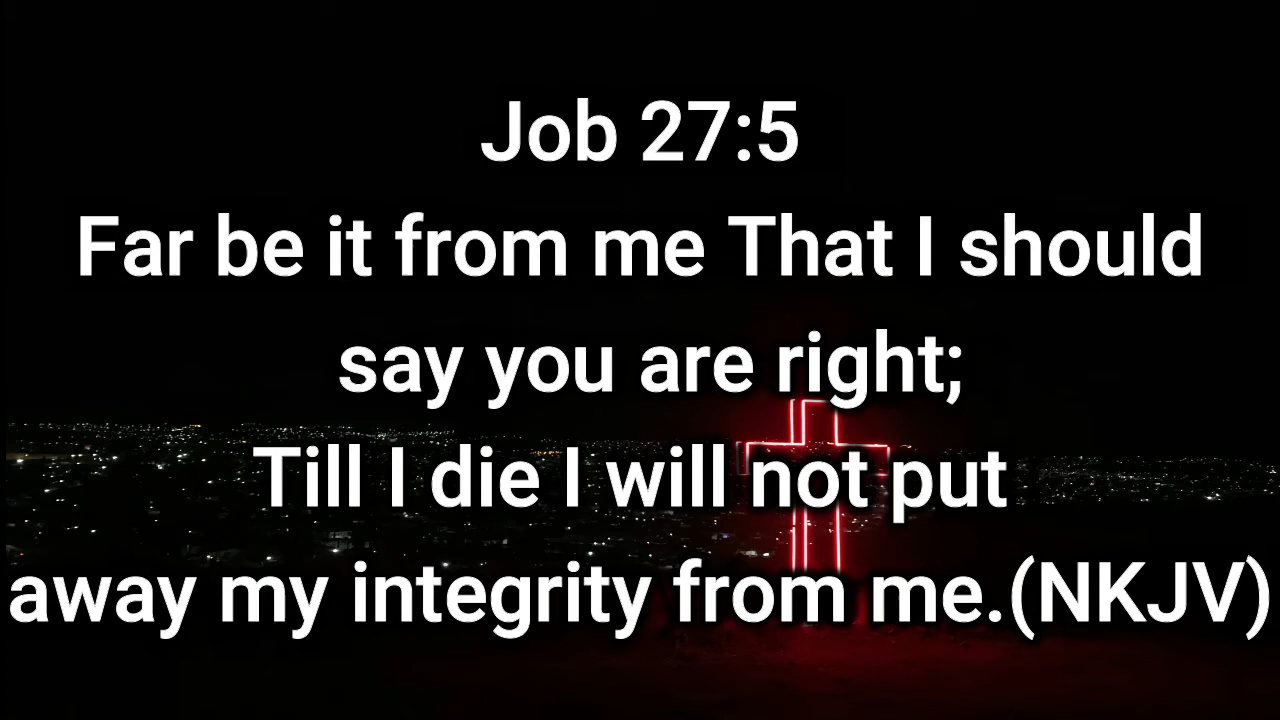 Job 27:5
Far be it from me That I should
say you are right;
Till I die I will not put
away my integrity from me.(NKJV)